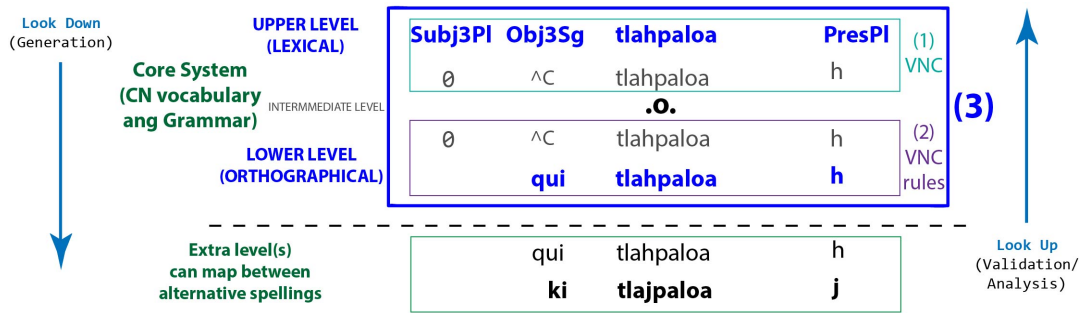 Look Down
(Generation)
UPPER LEVEL
(LEXICAL)
Subj3Pl Obj3Sg tlahpaloa PresPl
0 ^C tlahpaloa h
(1)
VNC
Core System
(CN vocabulary
ang Grammar)
INTERMMEDIATE LEVEL
.o.
(3)
0 ^C tlahpaloa h
LOWER LEVEL
(ORTHOGRAPHICAL)
qui tlahpaloa h
(2)
VNC
rules
Extra level(s)
can map between
alternative spellings
qui tlahpaloa h
ki tlajpaloa j
Look Up
(Validation/
Analysis)